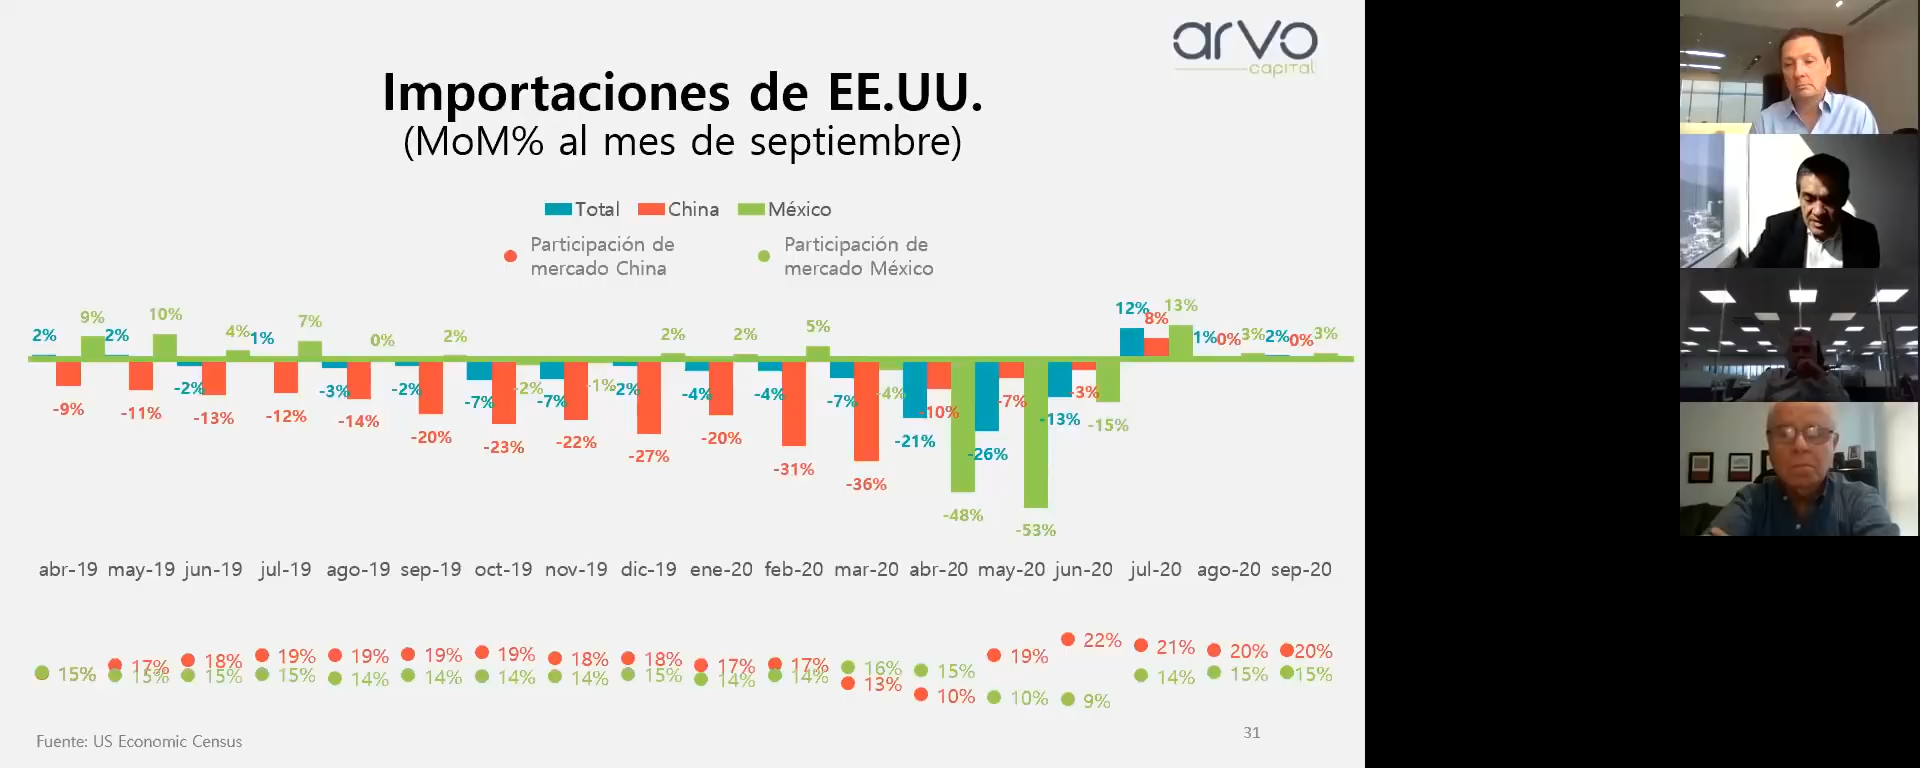 arvo
capital
Importaciones de EE.UU.
(MoM% al mes de septiembre)
Total China México
Participación de mercado China
Participación de mercado México
2% 9% 2% 10% 4% 1% 7% 0% 2% 2% 2% 5% 12% 8% 13% 1% 0% 3% 2% 0% 3%
-9% -11% -2% -13% -12% -3% -14% -2% -20% -7% -23% -2% -7% -22% -1% -2% -27% -4% -20% -4% -31% -7% -36% -4% -21% -10% -48% -26% -7% -53% -13% -3% -15%
abr-19 may-19 jun-19 jul-19 ago-19 sep-19 oct-19 nov-19 dic-19 ene-20 feb-20 mar-20 abr-20 may-20 jun-20 jul-20 ago-20 sep-20
17% 18% 19% 19% 19% 19% 18% 18% 17% 17% 13% 10% 19% 22% 21% 20% 20%
15% 15% 15% 15% 14% 14% 14% 14% 15% 14% 14% 16% 15% 10% 9% 14% 15% 15%
Fuente: US Economic Census
31